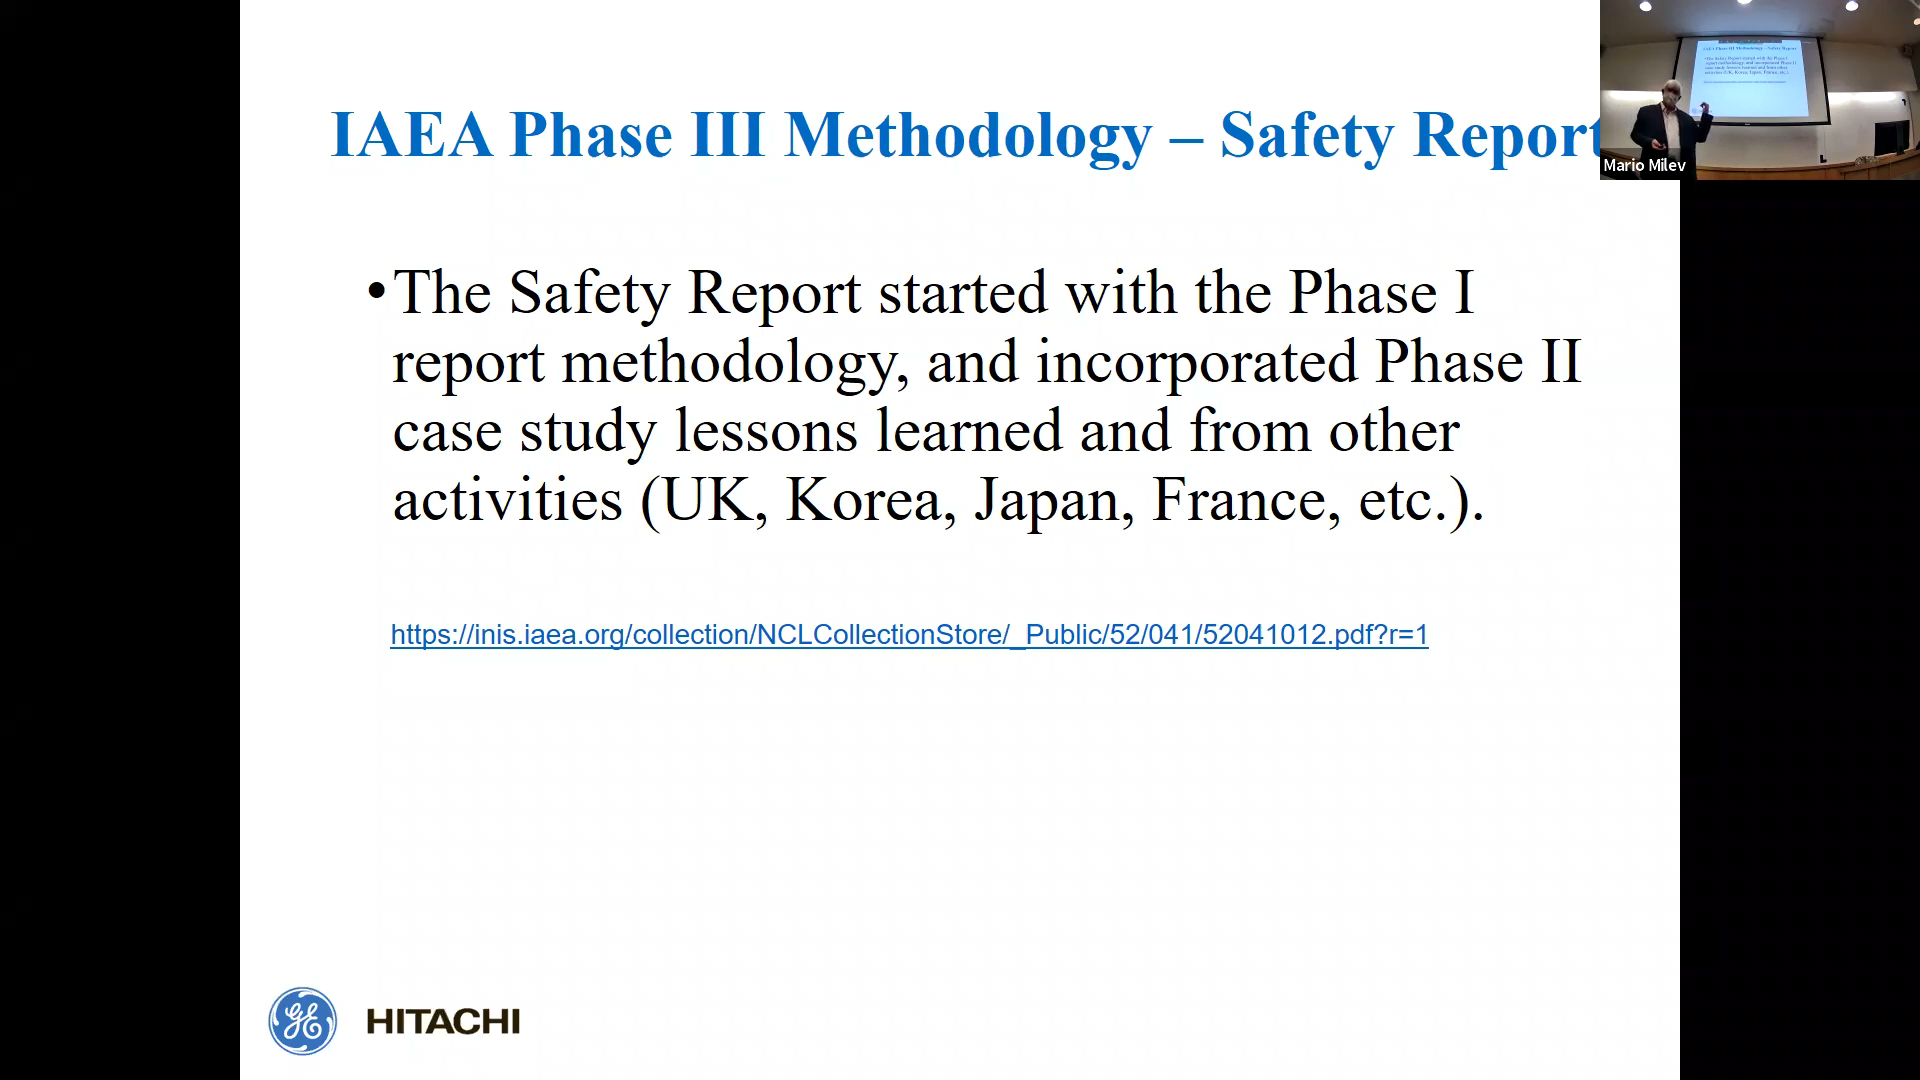 IAEA Phase III Methodology – Safety Report
Mario Milev
•The Safety Report started with the Phase I
report methodology, and incorporated Phase II
case study lessons learned and from other
activities (UK, Korea, Japan, France, etc.).
https://inis.iaea.org/collection/NCLCollectionStore/_Public/52/041/52041012.pdf?r=1
GE HITACHI